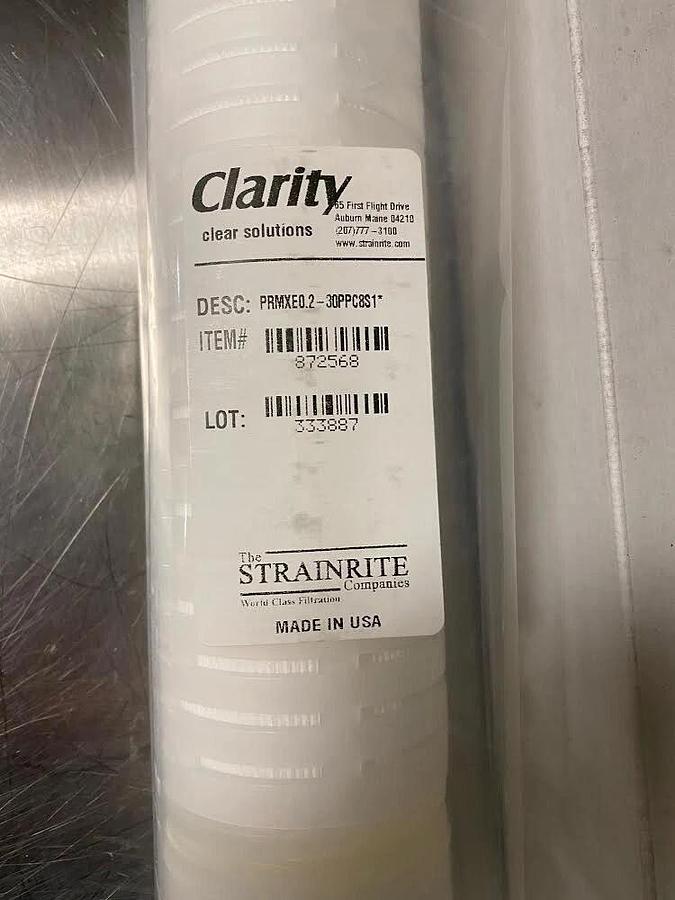 Clarity
clear solutions
65 First Flight Drive
Auburn Maine 04210
(207)777-3100
www.strainrite.com
DESC: PRMXE0.2-30PPC8S1*
ITEM#
872568
LOT:
333887
The
STRAINRITE
Companies
World Class Filtration
MADE IN USA